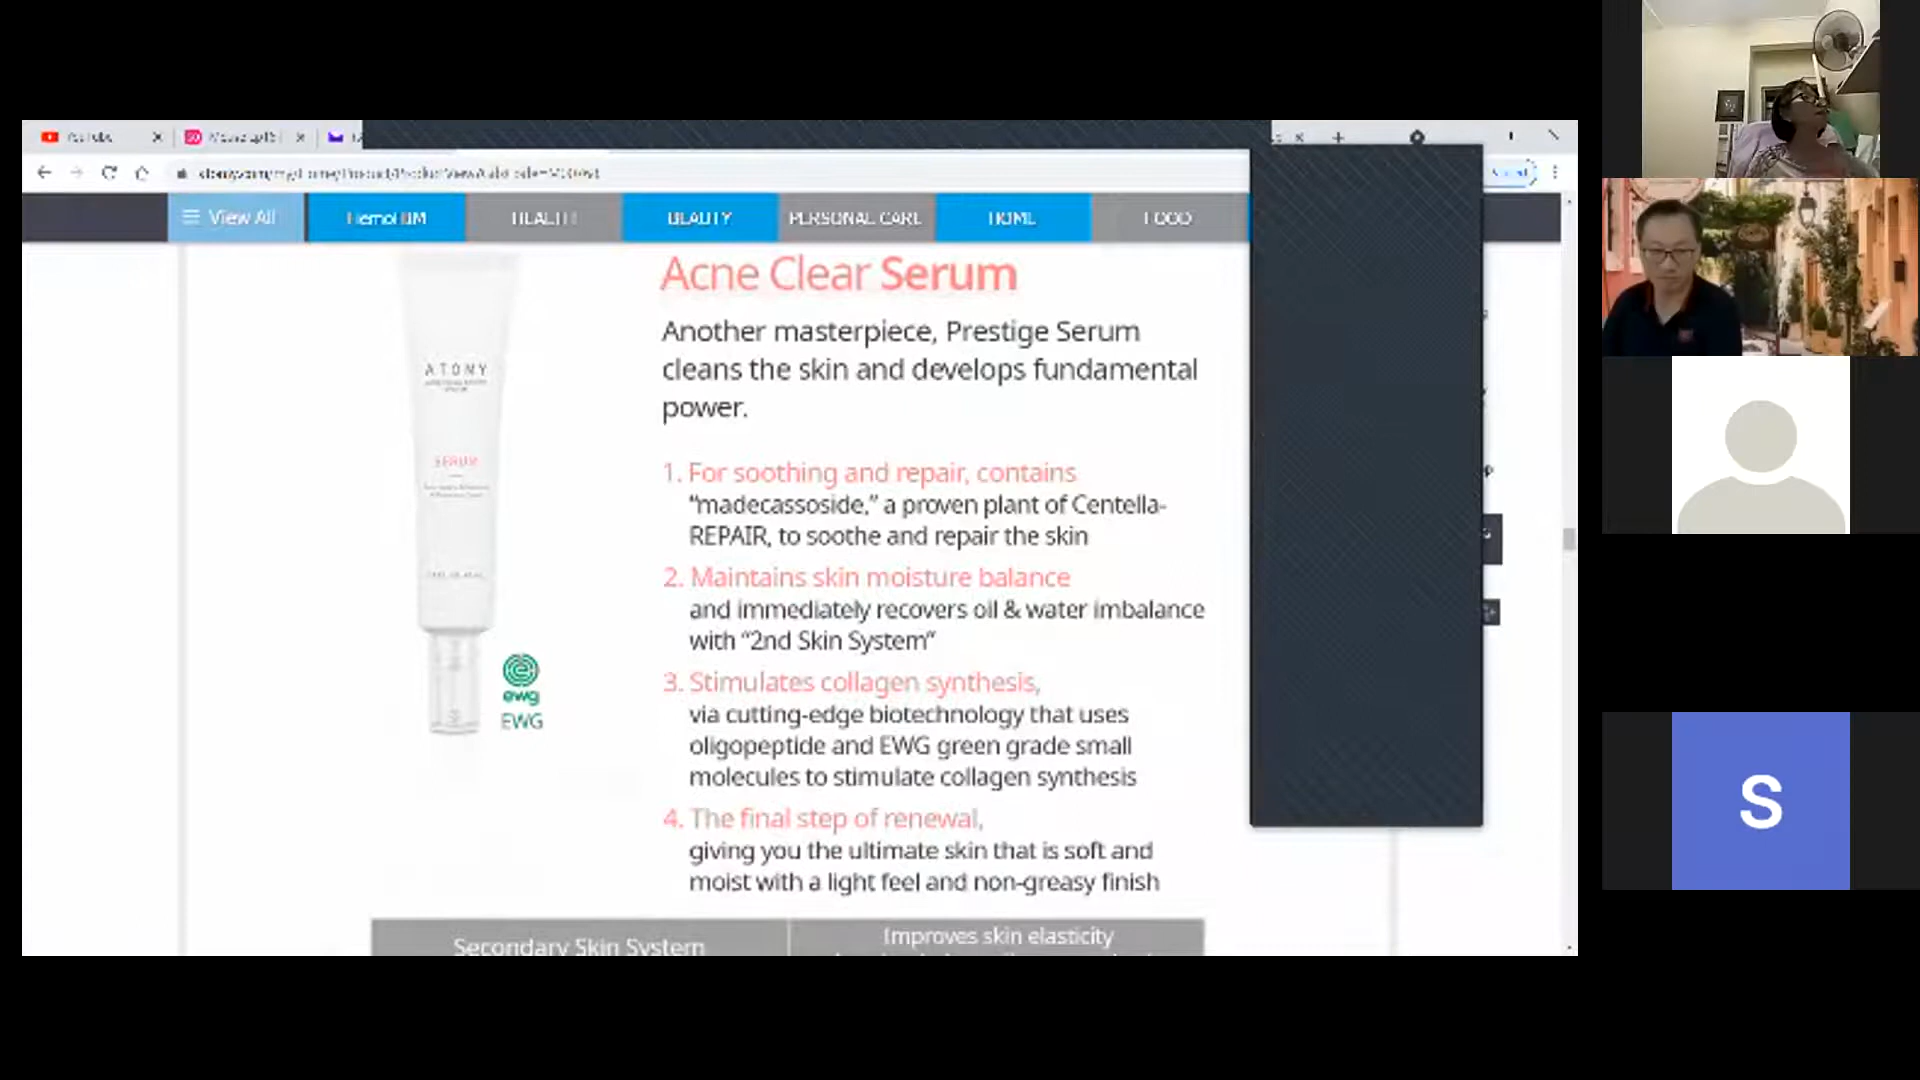 YouTube
View All
HemoHIM
HEALTH
BEAUTY
PERSONAL CARE
HOME
FOOD
Acne Clear Serum
Another masterpiece, Prestige Serum
cleans the skin and develops fundamental
power.
ATOMY
SERUM
ewg
EWG
1. For soothing and repair, contains
“madecassoside,” a proven plant of Centella-
REPAIR, to soothe and repair the skin
2. Maintains skin moisture balance
and immediately recovers oil & water imbalance
with “2nd Skin System”
3. Stimulates collagen synthesis,
via cutting-edge biotechnology that uses
oligopeptide and EWG green grade small
molecules to stimulate collagen synthesis
4. The final step of renewal,
giving you the ultimate skin that is soft and
moist with a light feel and non-greasy finish
Secondary Skin System
Improves skin elasticity
S